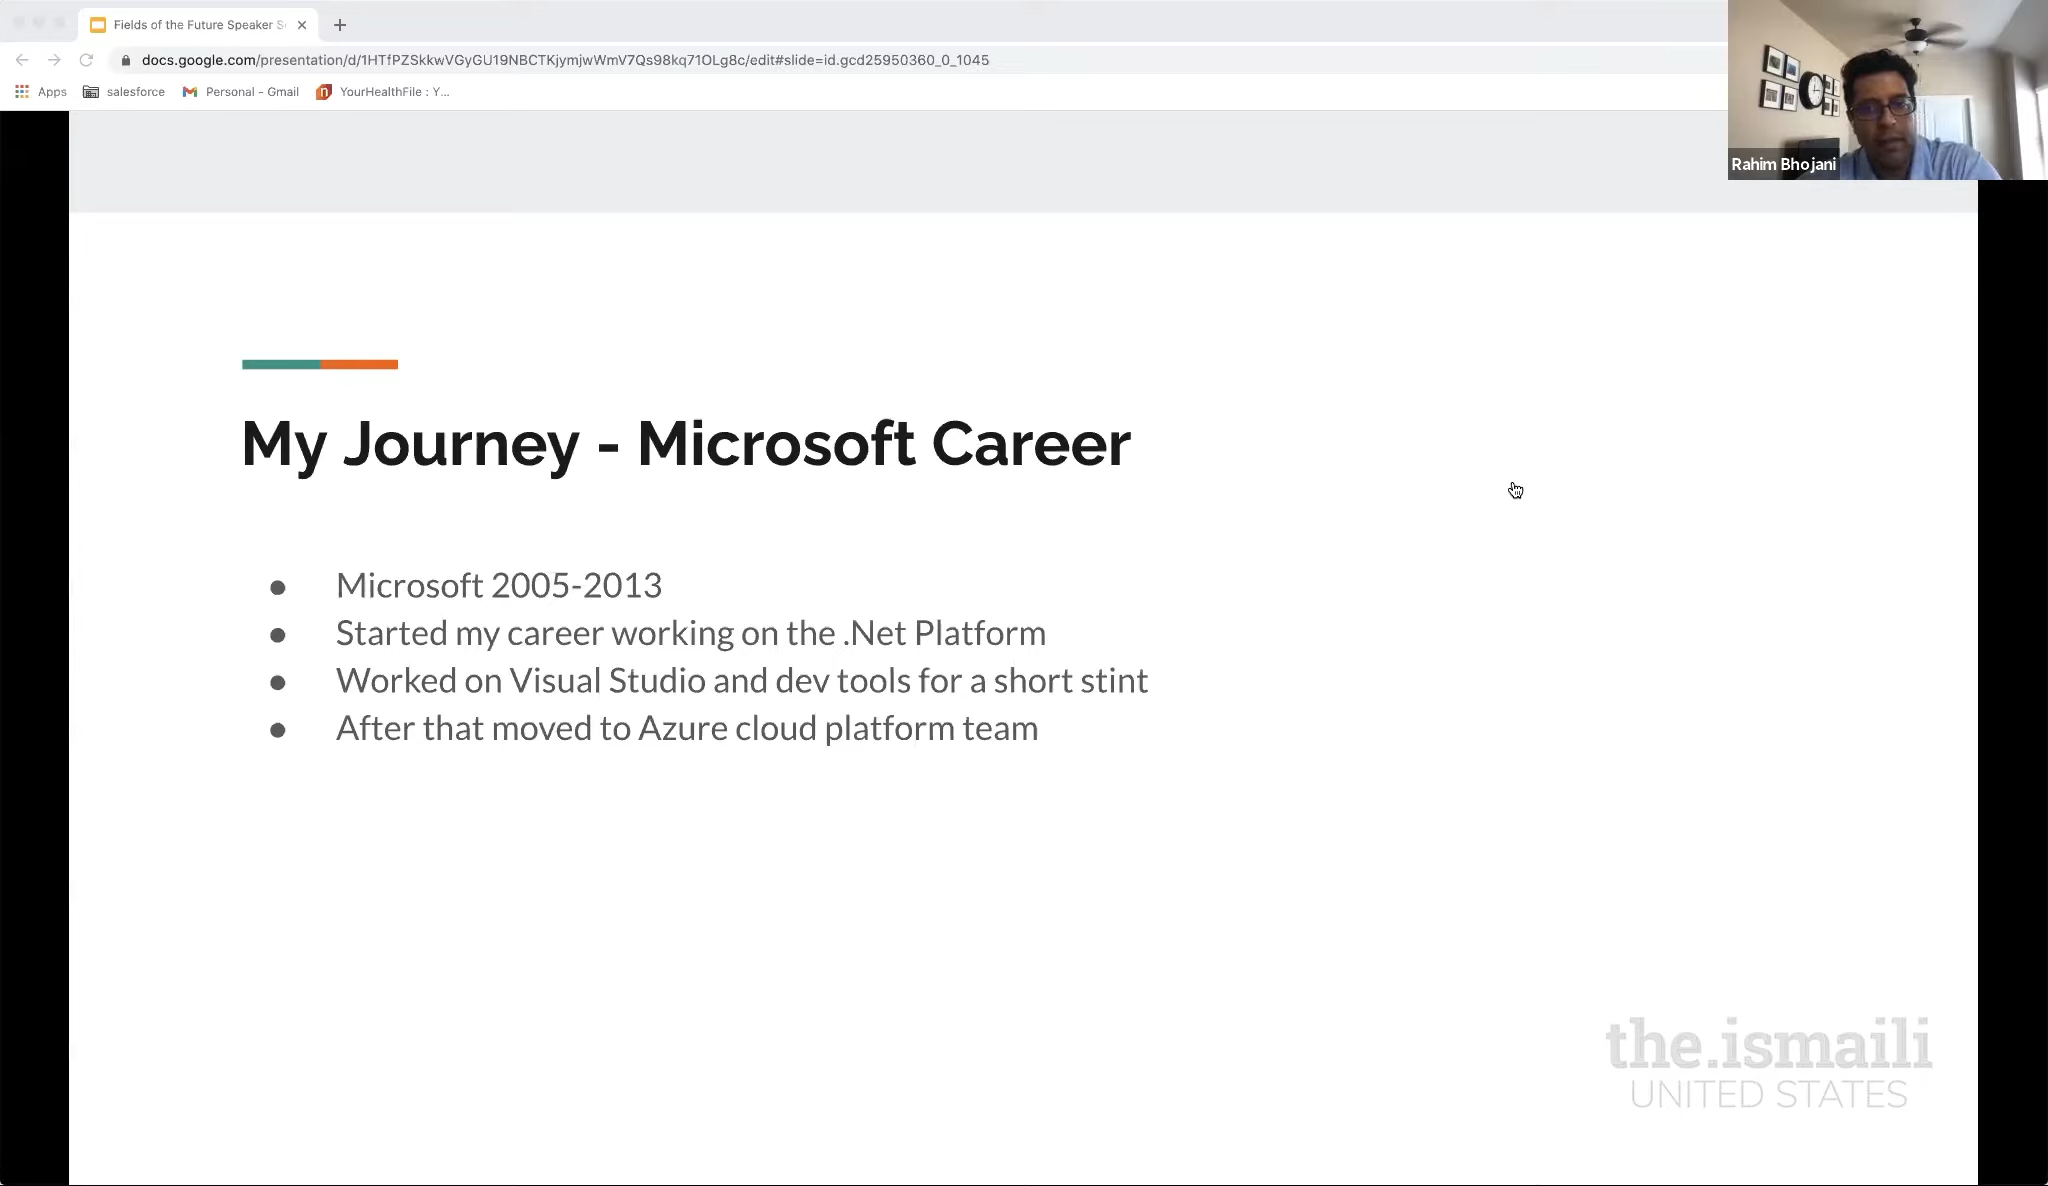 Fields of the Future Speaker S
docs.google.com/presentation/d/1HTfPZSkkwVGyGU19NBCTKjymjwWmV7Qs98kq71OLg8c/edit#slide=id.gcd25950360_0_1045
Apps salesforce Personal - Gmail YourHealthFile : Y...
Rahim Bhojani
My Journey - Microsoft Career
● Microsoft 2005-2013
● Started my career working on the .Net Platform
● Worked on Visual Studio and dev tools for a short stint
● After that moved to Azure cloud platform team
the.ismaili
UNITED STATES